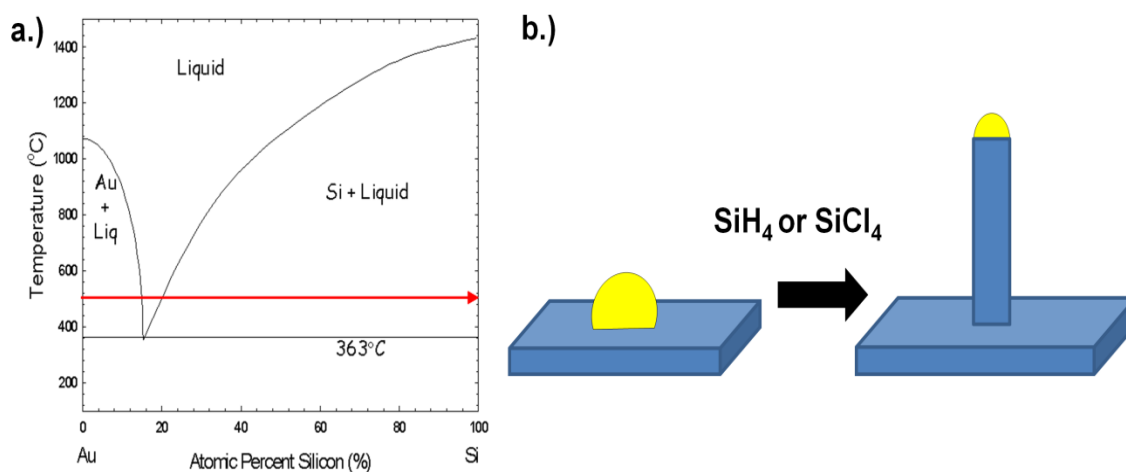 a.)
1400
1200
1000
800
600
400
200
Temperature (°C)
Liquid
Au
+
Liq
Si + Liquid
363°C
0
20
40
60
80
100
Au
Atomic Percent Silicon (%)
Si
b.)
SiH₄ or SiCl₄